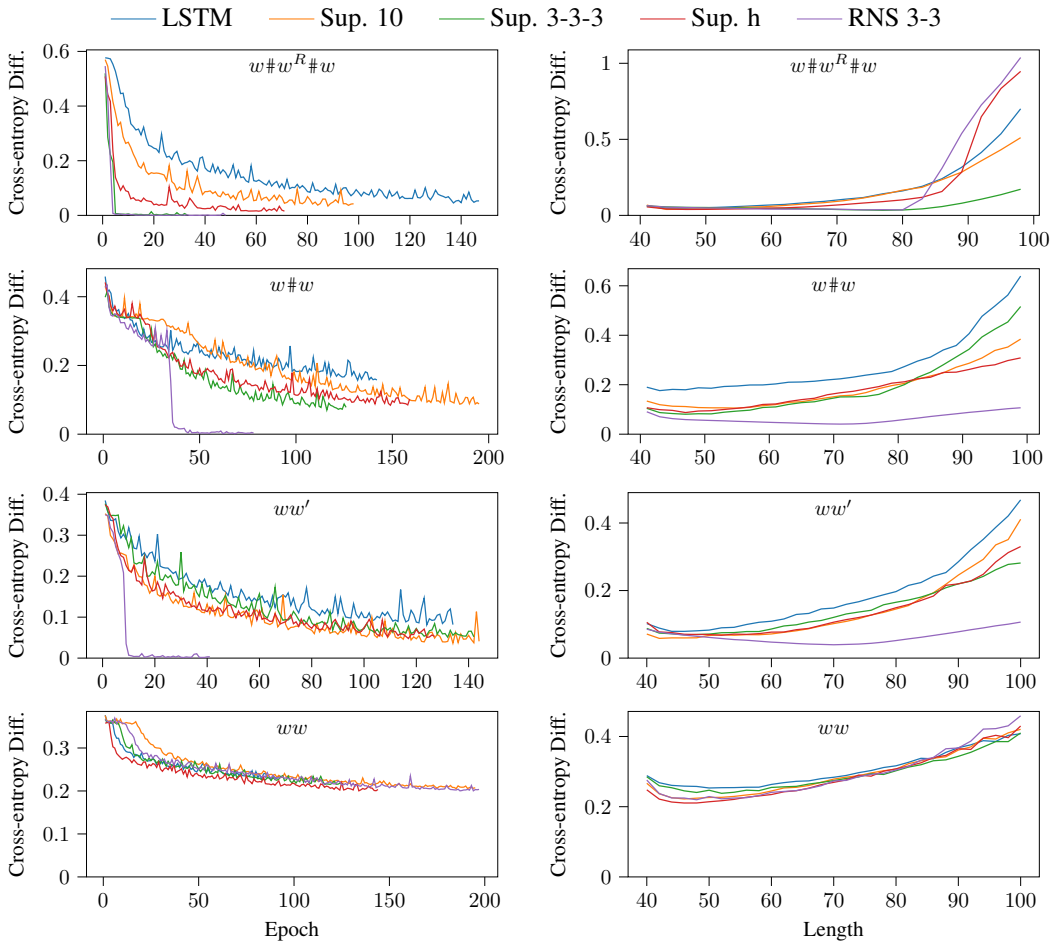 LSTM Sup. 10 Sup. 3-3-3 Sup. h RNS 3-3
w#w^R#w
Cross-entropy Diff.
0.6
0.4
0.2
0
0 20 40 60 80 100 120 140
w#w^R#w
Cross-entropy Diff.
1
0.5
0
40 50 60 70 80 90 100
w#w
Cross-entropy Diff.
0.4
0.2
0
0 50 100 150 200
w#w
Cross-entropy Diff.
0.6
0.4
0.2
0
40 50 60 70 80 90 100
ww′
Cross-entropy Diff.
0.4
0.3
0.2
0.1
0
0 20 40 60 80 100 120 140
ww′
Cross-entropy Diff.
0.4
0.2
0
40 50 60 70 80 90 100
ww
Cross-entropy Diff.
0.3
0.2
0.1
0
0 50 100 150 200
Epoch
ww
Cross-entropy Diff.
0.4
0.2
0
40 50 60 70 80 90 100
Length